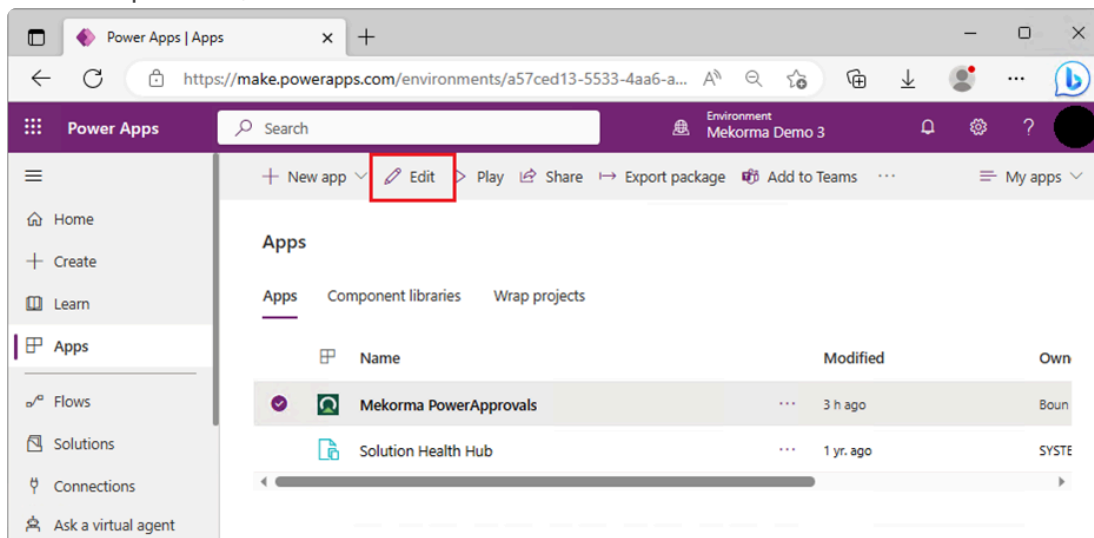 Power Apps | Apps
https://make.powerapps.com/environments/a57ced13-5533-4aa6-a...
Power Apps
Search
Environment
Mekorma Demo 3
New app
Edit
Play
Share
Export package
Add to Teams
My apps
Home
Create
Learn
Apps
Flows
Solutions
Connections
Ask a virtual agent
Apps
Apps Component libraries Wrap projects
Name Modified Own
Mekorma PowerApprovals ... 3 h ago Boun
Solution Health Hub ... 1 yr. ago SYSTE